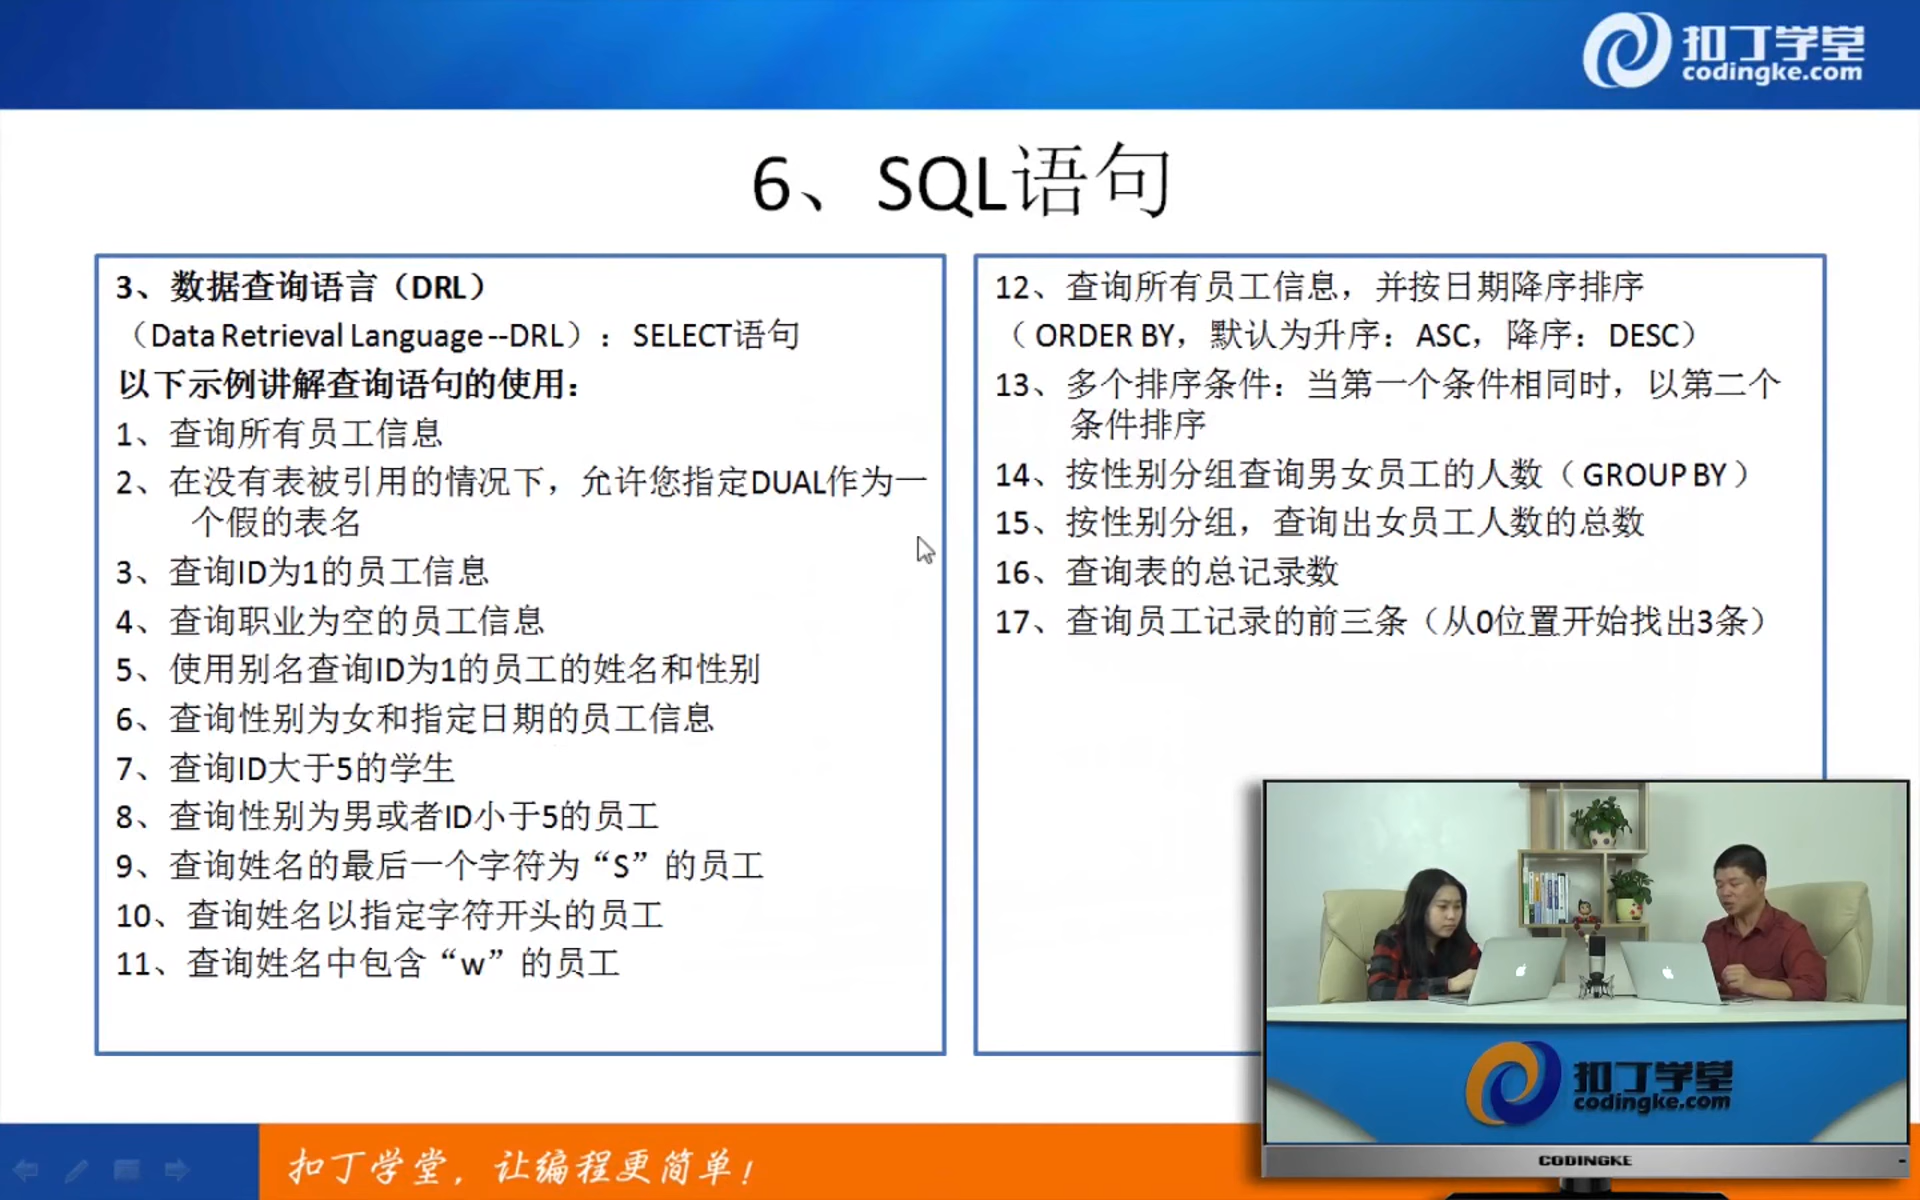 扣丁学堂
codingke.com
6、SQL语句
3、数据查询语言（DRL）
（Data Retrieval Language --DRL）：SELECT语句
以下示例讲解查询语句的使用：
1、查询所有员工信息
2、在没有表被引用的情况下，允许您指定DUAL作为一
个假的表名
3、查询ID为1的员工信息
4、查询职业为空的员工信息
5、使用别名查询ID为1的员工的姓名和性别
6、查询性别为女和指定日期的员工信息
7、查询ID大于5的学生
8、查询性别为男或者ID小于5的员工
9、查询姓名的最后一个字符为“S”的员工
10、查询姓名以指定字符开头的员工
11、查询姓名中包含“w”的员工
12、查询所有员工信息，并按日期降序排序
（ ORDER BY，默认为升序：ASC，降序：DESC）
13、多个排序条件：当第一个条件相同时，以第二个
条件排序
14、按性别分组查询男女员工的人数（ GROUP BY ）
15、按性别分组，查询出女员工人数的总数
16、查询表的总记录数
17、查询员工记录的前三条（从0位置开始找出3条）
扣丁学堂
codingke.com
CODINGKE
扣丁学堂，让编程更简单！